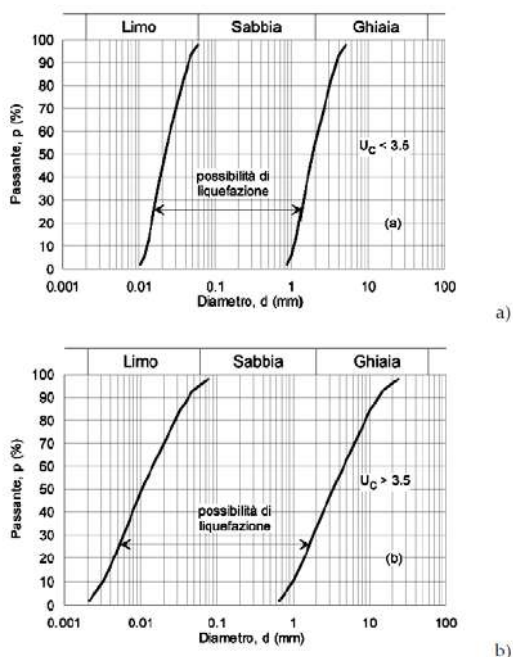 Limo Sabbia Ghiaia
100
90
80
70
60
50
40
30
20
10
0
Passante, p (%)
U_C < 3.5
possibilità di
liquefazione
(a)
0.001 0.01 0.1 1 10 100
Diametro, d (mm)
a)
Limo Sabbia Ghiaia
100
90
80
70
60
50
40
30
20
10
0
Passante, p (%)
U_C > 3.5
possibilità di
liquefazione
(b)
0.001 0.01 0.1 1 10 100
Diametro, d (mm)
b)